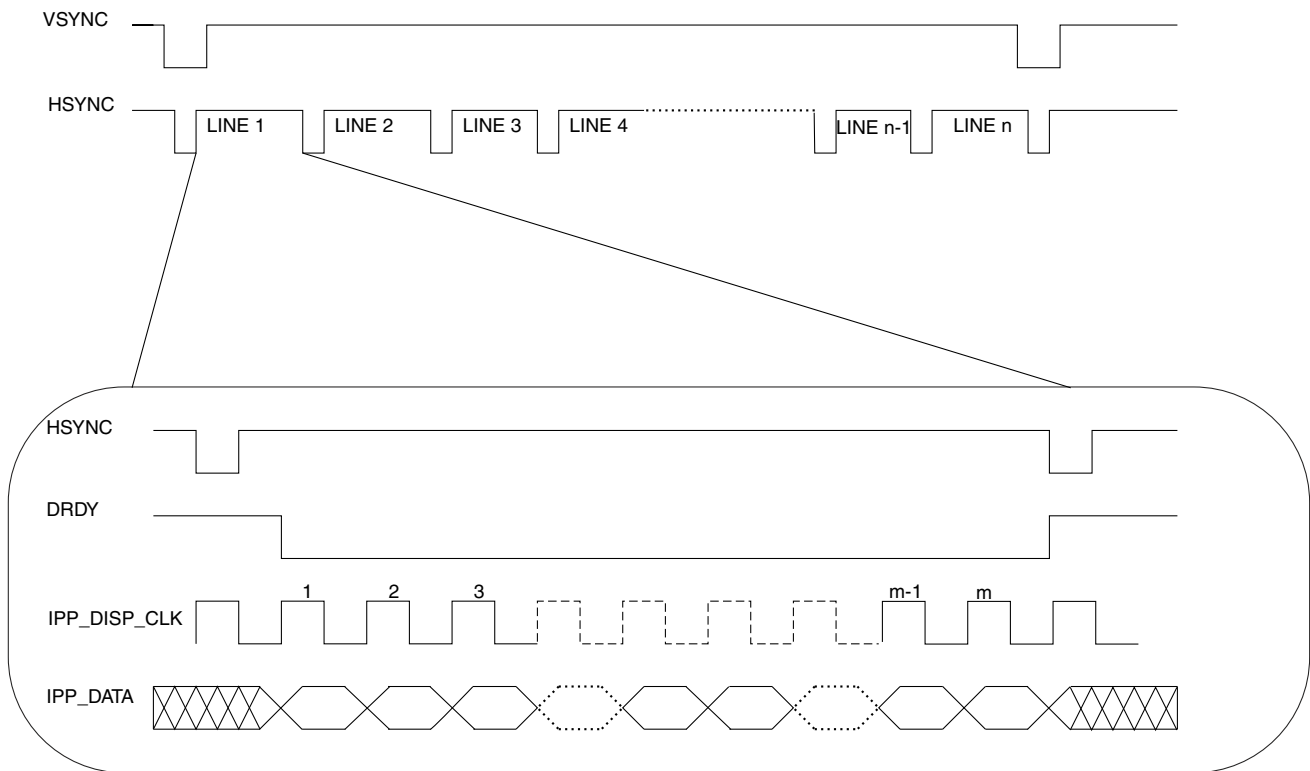 VSYNC
HSYNC
LINE 1 LINE 2 LINE 3 LINE 4 LINE n-1 LINE n
HSYNC
DRDY
1 2 3 m-1 m
IPP_DISP_CLK
IPP_DATA